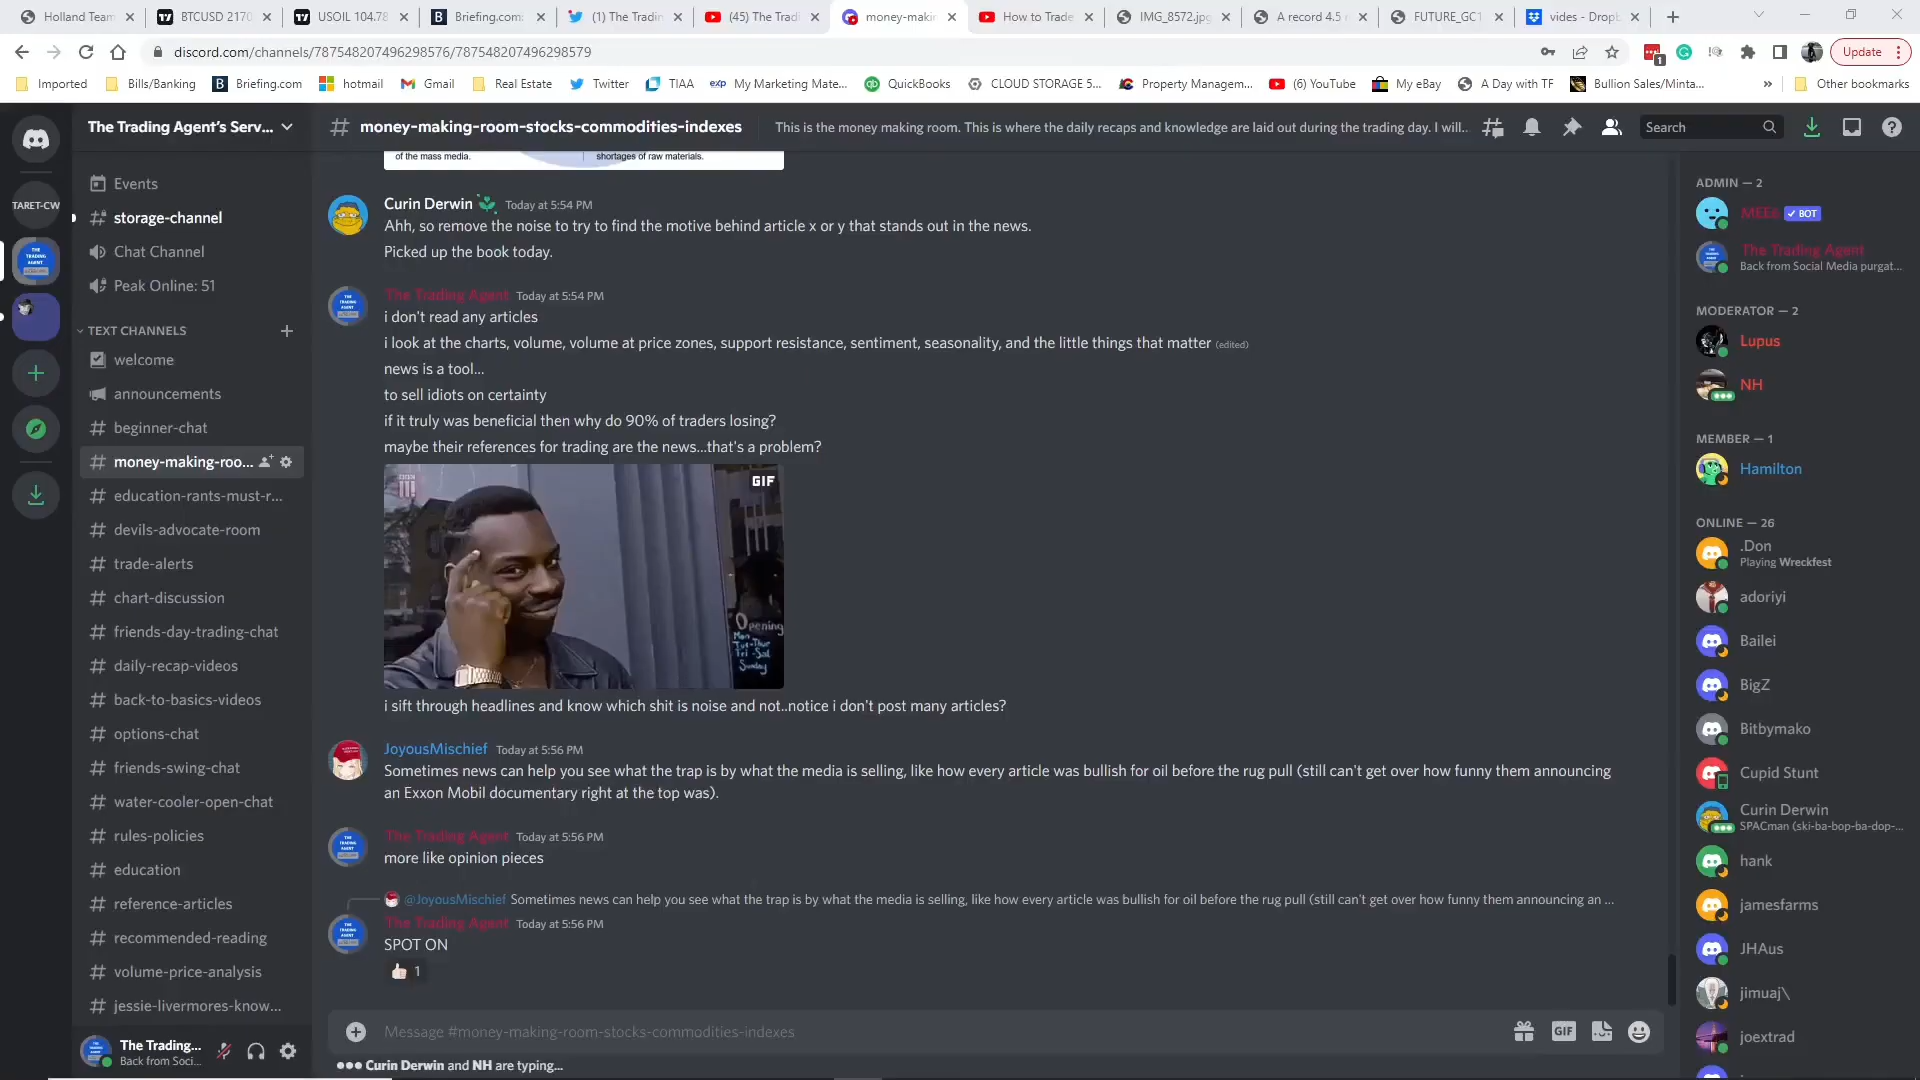 Holland Team
BTCUSD 2170
USOIL 104.78
Briefing.com:
(1) The Tradin
(45) The Tradi
money-makin
How to Trade
IMG_8572.jpg
A record 4.5
FUTURE_GC1
vides - Dropb
discord.com/channels/787548207496298576/787548207496298579
Update
Imported
Bills/Banking
Briefing.com
hotmail
Gmail
Real Estate
Twitter
TIAA
My Marketing Mate...
QuickBooks
CLOUD STORAGE 5...
Property Managem...
(6) YouTube
My eBay
A Day with TF
Bullion Sales/Minta...
Other bookmarks
The Trading Agent's Serv...
money-making-room-stocks-commodities-indexes
This is the money making room. This is where the daily recaps and knowledge are laid out during the trading day. I will..
Search
TARET-CW
Events
storage-channel
Chat Channel
Peak Online: 51
TEXT CHANNELS
welcome
announcements
beginner-chat
money-making-roo...
education-rants-must-r...
devils-advocate-room
trade-alerts
chart-discussion
friends-day-trading-chat
daily-recap-videos
back-to-basics-videos
options-chat
friends-swing-chat
water-cooler-open-chat
rules-policies
education
reference-articles
recommended-reading
volume-price-analysis
jessie-livermores-know...
The Trading...
Back from Soci...
of the mass media.
shortages of raw materials.
Curin Derwin Today at 5:54 PM
Ahh, so remove the noise to try to find the motive behind article x or y that stands out in the news.
Picked up the book today.
The Trading Agent Today at 5:54 PM
i don't read any articles
i look at the charts, volume, volume at price zones, support resistance, sentiment, seasonality, and the little things that matter (edited)
news is a tool...
to sell idiots on certainty
if it truly was beneficial then why do 90% of traders losing?
maybe their references for trading are the news...that's a problem?
GIF
Opening
Mon
Tue-Thur
Fri -Sat
Sunday
i sift through headlines and know which shit is noise and not..notice i don't post many articles?
JoyousMischief Today at 5:56 PM
Sometimes news can help you see what the trap is by what the media is selling, like how every article was bullish for oil before the rug pull (still can't get over how funny them announcing
an Exxon Mobil documentary right at the top was).
The Trading Agent Today at 5:56 PM
more like opinion pieces
@JoyousMischief Sometimes news can help you see what the trap is by what the media is selling, like how every article was bullish for oil before the rug pull (still can't get over how funny them announcing an ...
The Trading Agent Today at 5:56 PM
SPOT ON
1
Message #money-making-room-stocks-commodities-indexes
GIF
Curin Derwin and NH are typing...
ADMIN — 2
MEE6 BOT
The Trading Agent
Back from Social Media purgat...
MODERATOR — 2
Lupus
NH
MEMBER — 1
Hamilton
ONLINE — 26
.Don
Playing Wreckfest
adoriyi
Bailei
BigZ
Bitbymako
Cupid Stunt
Curin Derwin
SPACman (ski-ba-bop-ba-dop-...
hank
jamesfarms
JHAus
jimuaj\
joextrad